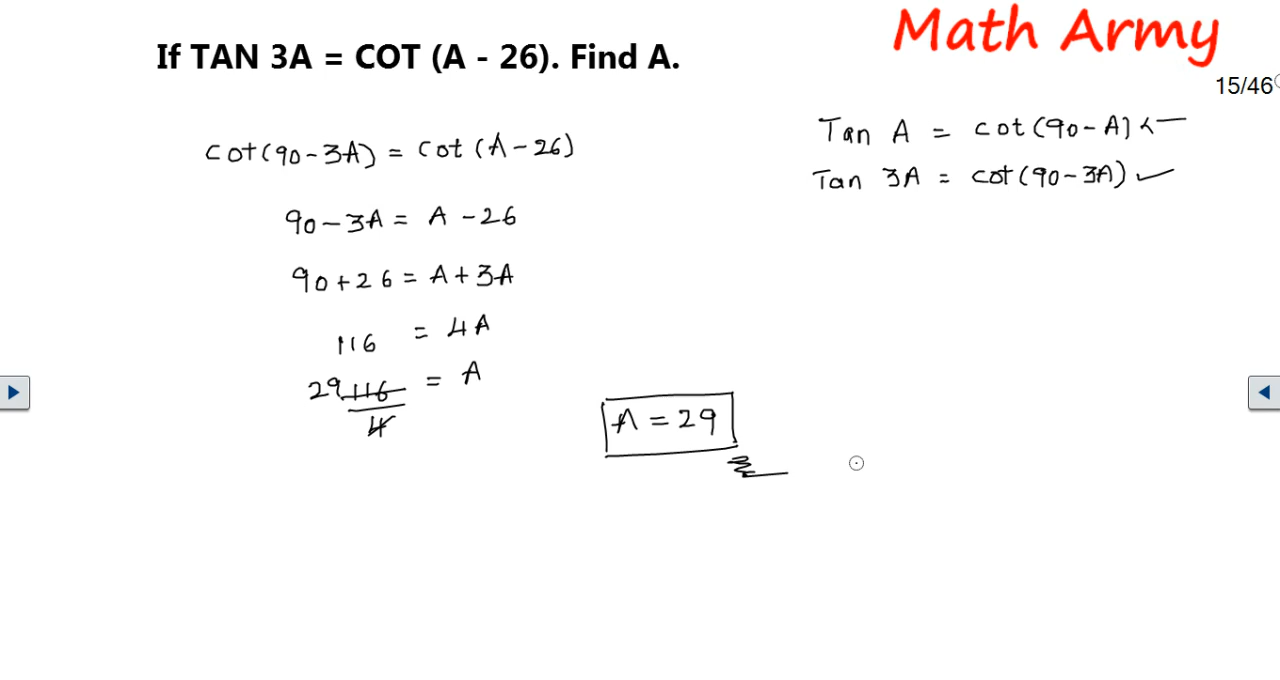 Math Army
If TAN 3A = COT (A - 26). Find A.
15/46
Tan A = cot(90-A)
Tan 3A = cot(90-3A)
cot(90-3A) = cot (A-26)
90-3A = A -26
90+26 = A+3A
116 = 4A
29 116/4 = A
A = 29